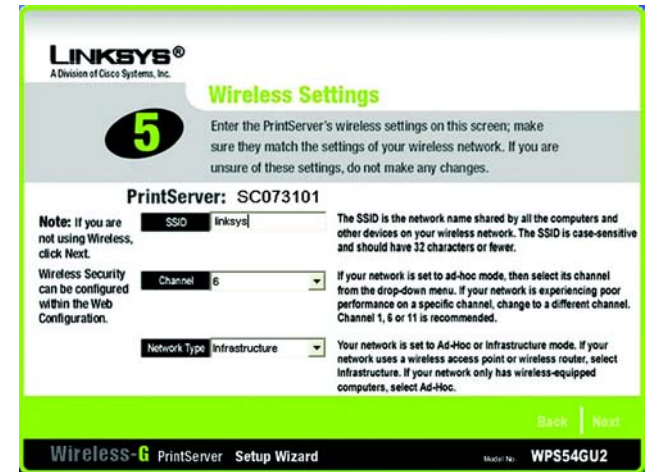 LINKSYS®
A Division of Cisco Systems, Inc.
Wireless Settings
5
Enter the PrintServer's wireless settings on this screen; make
sure they match the settings of your wireless network. If you are
unsure of these settings, do not make any changes.
PrintServer: SC073101
Note: If you are
not using Wireless,
click Next.
SSID linksys
The SSID is the network name shared by all the computers and
other devices on your wireless network. The SSID is case-sensitive
and should have 32 characters or fewer.
Wireless Security
can be configured
within the Web
Configuration.
Channel 6
If your network is set to ad-hoc mode, then select its channel
from the drop-down menu. If your network is experiencing poor
performance on a specific channel, change to a different channel.
Channel 1, 6 or 11 is recommended.
Network Type Infrastructure
Your network is set to Ad-Hoc or Infrastructure mode. If your
network uses a wireless access point or wireless router, select
Infrastructure. If your network only has wireless-equipped
computers, select Ad-Hoc.
Back Next
Wireless-G PrintServer Setup Wizard
Model No. WPS54GU2